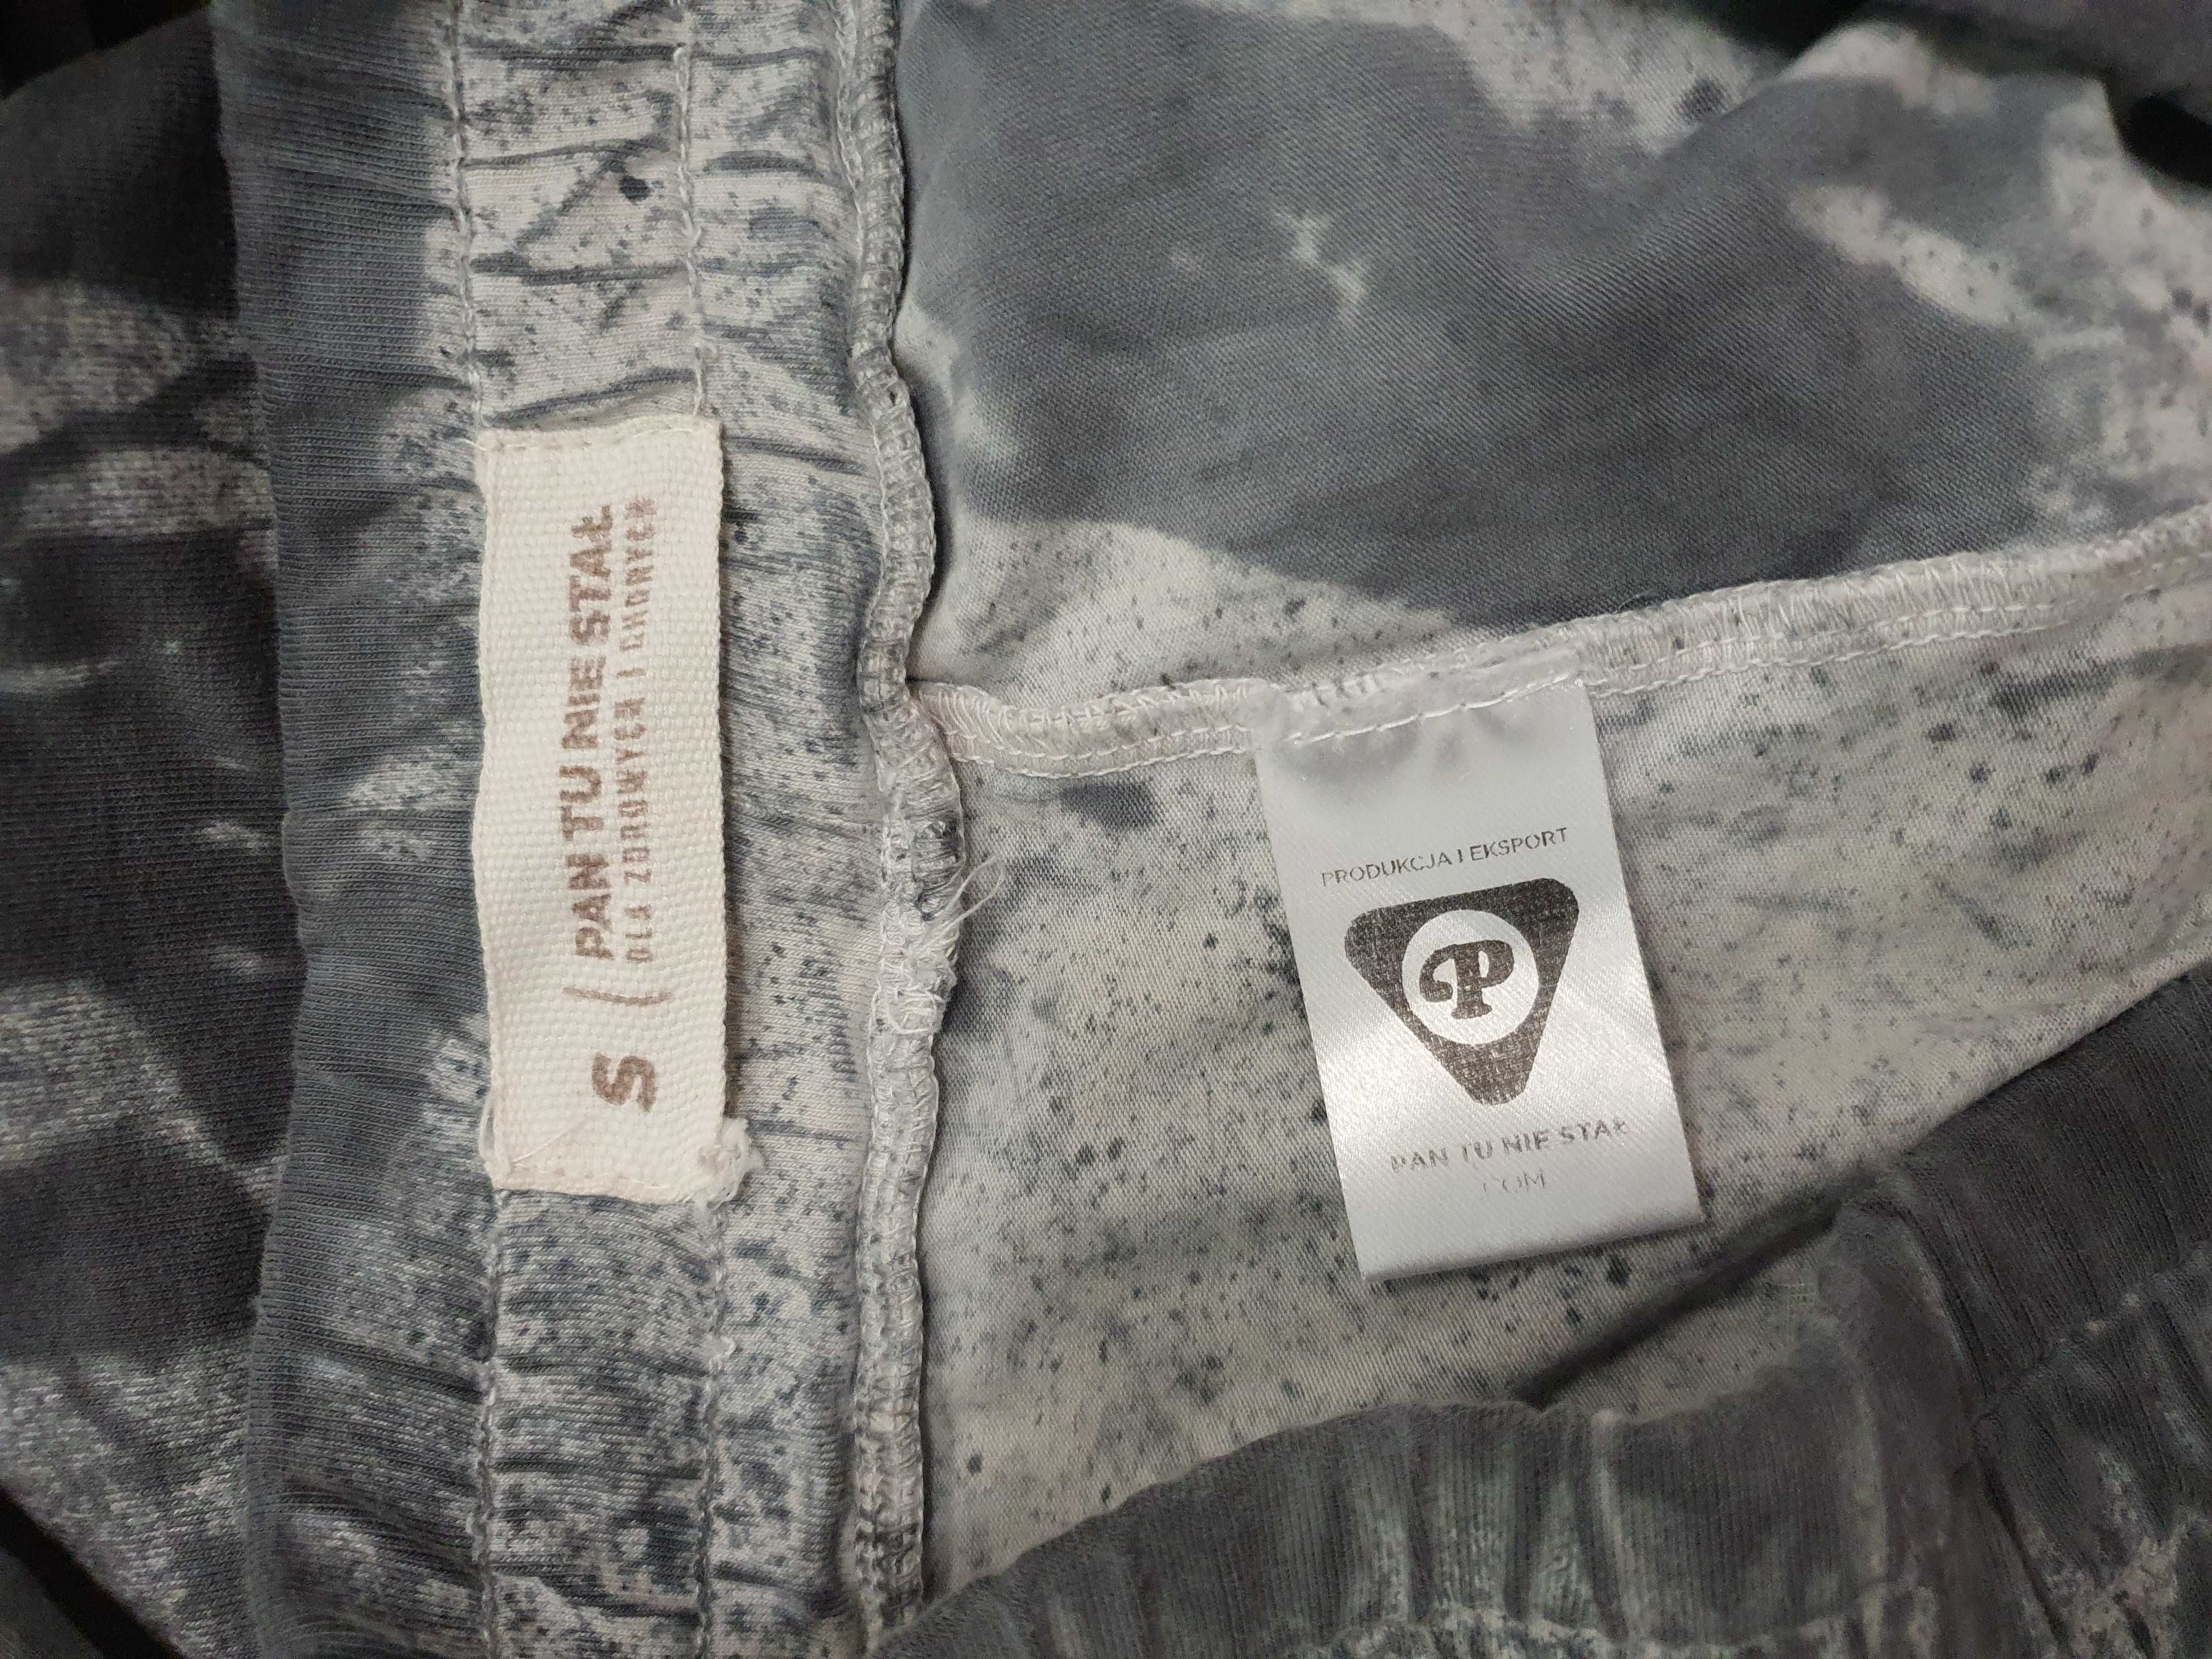 S
PAN TU NIE STAŁ
DLA ZDROWYCH I CHORYCH
PRODUKCJA I EKSPORT
P
PAN TU NIE STAŁ
.COM